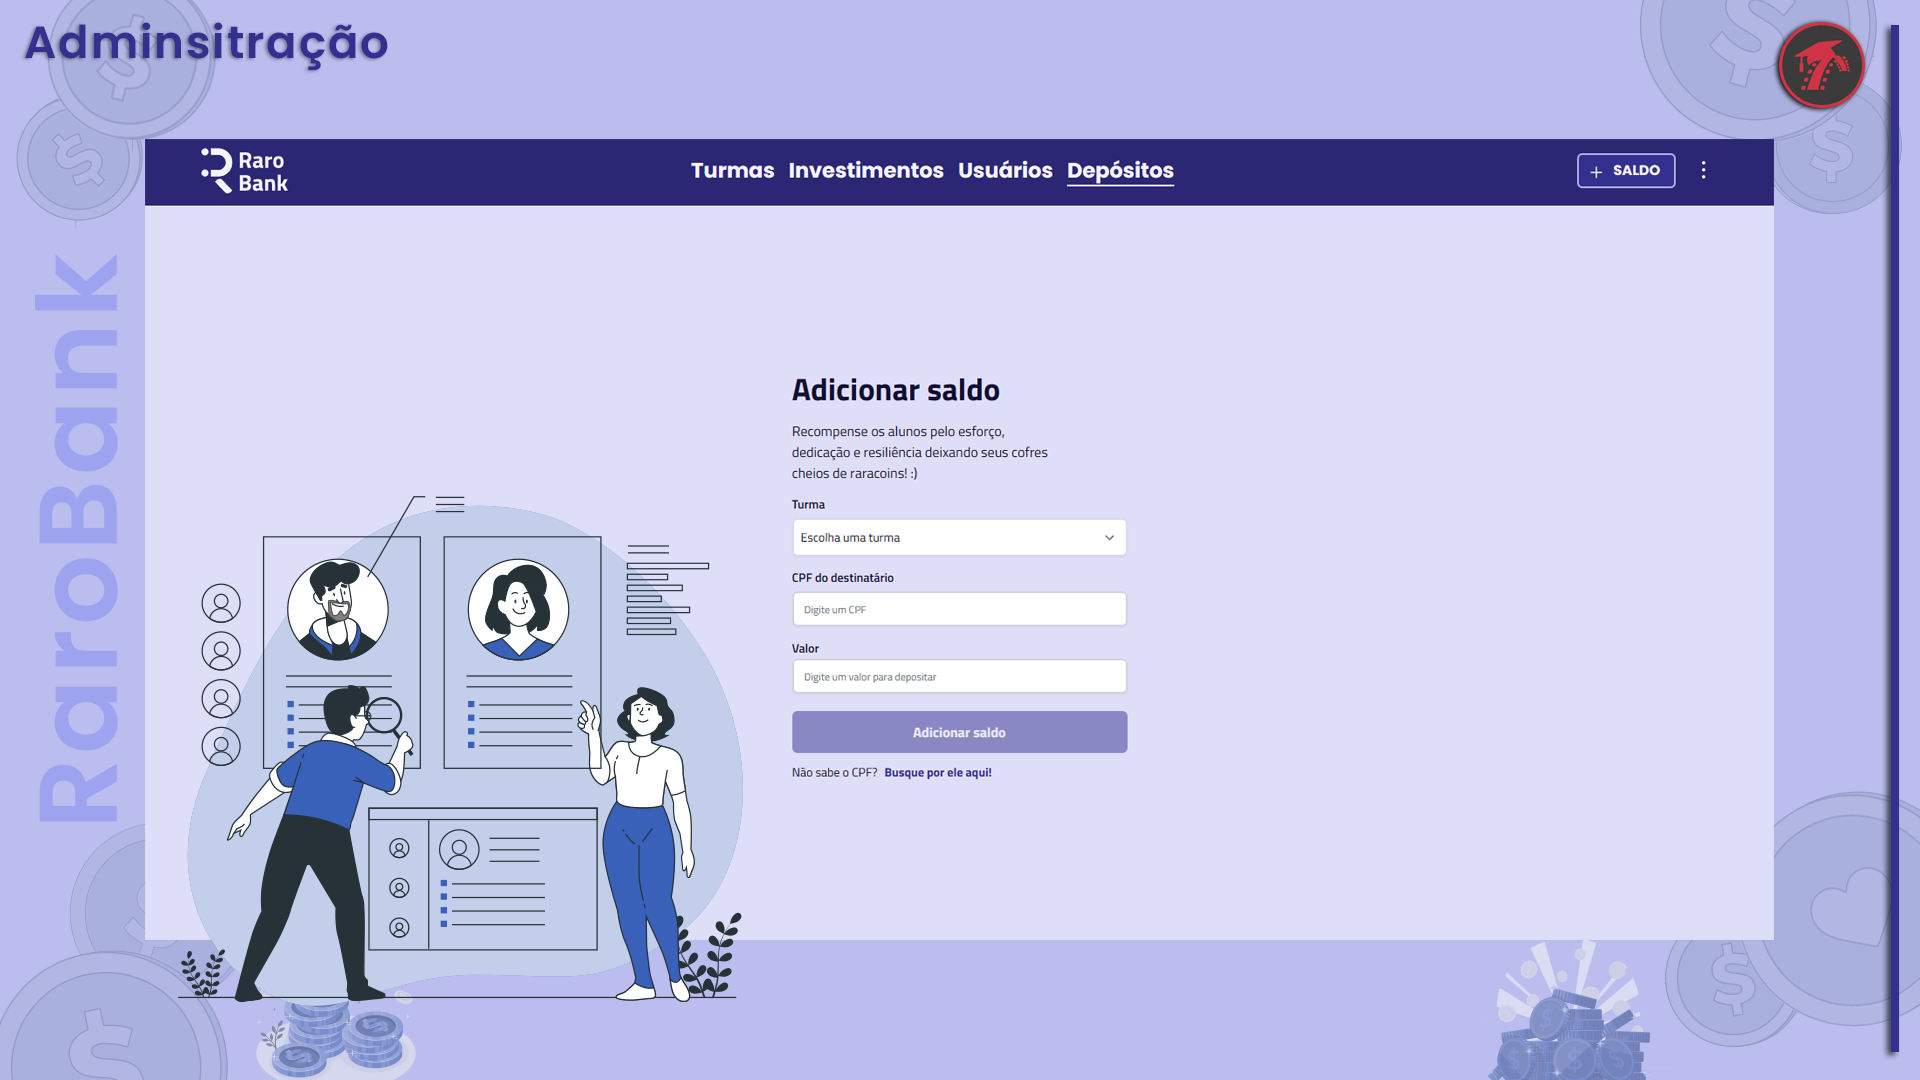 Adminsitração
RaroBank
Raro
Bank
Turmas Investimentos Usuários Depósitos
+ SALDO
Adicionar saldo
Recompense os alunos pelo esforço,
dedicação e resiliência deixando seus cofres
cheios de raracoins! :)
Turma
Escolha uma turma
CPF do destinatário
Digite um CPF
Valor
Digite um valor para depositar
Adicionar saldo
Não sabe o CPF? Busque por ele aqui!